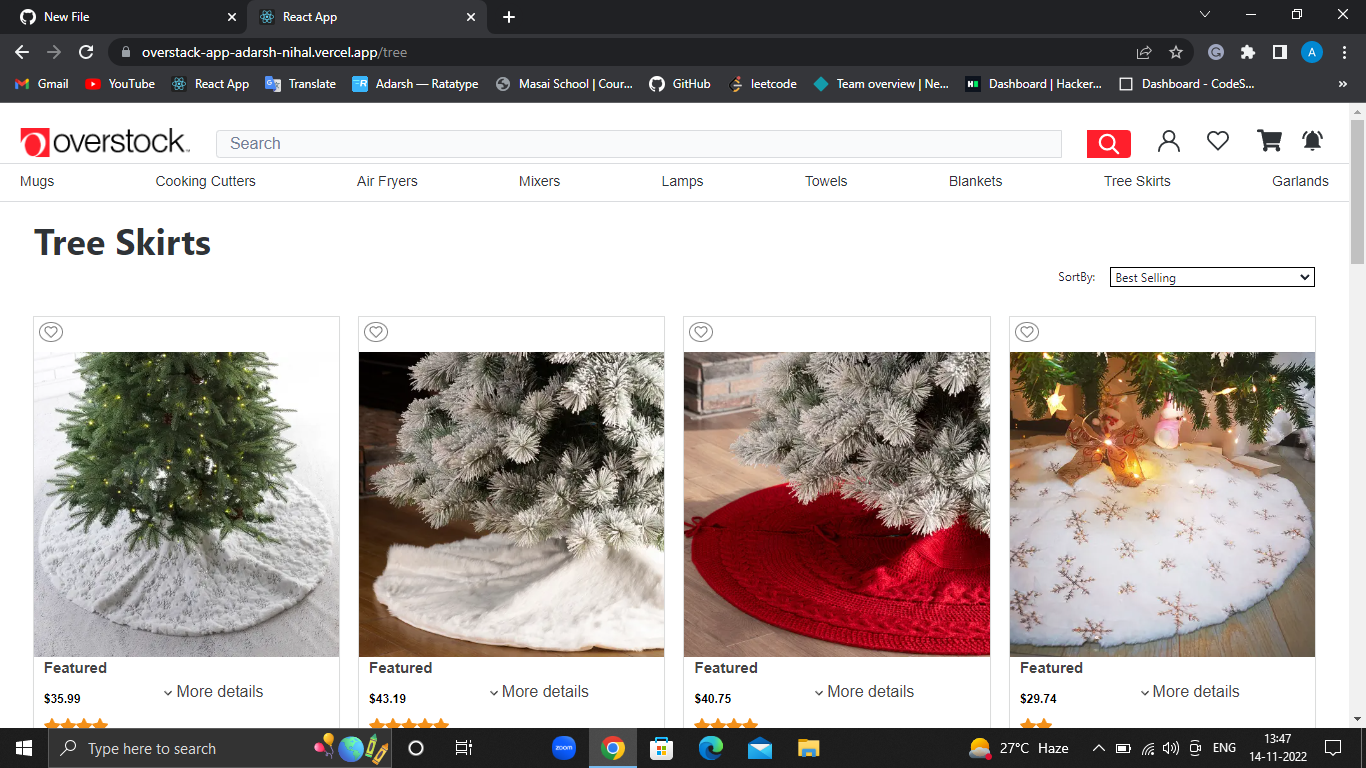 New File
React App
overstack-app-adarsh-nihal.vercel.app/tree
A
Gmail
YouTube
React App
Translate
Adarsh — Ratatype
Masai School | Cour...
GitHub
leetcode
Team overview | Ne...
Dashboard | Hacker...
Dashboard - CodeS...
»
overstock™
Search
Mugs
Cooking Cutters
Air Fryers
Mixers
Lamps
Towels
Blankets
Tree Skirts
Garlands
Tree Skirts
SortBy:
Best Selling
Featured
$35.99
More details
Featured
$43.19
More details
Featured
$40.75
More details
Featured
$29.74
More details
Type here to search
zoom
27°C Haze
ENG
13:47
14-11-2022